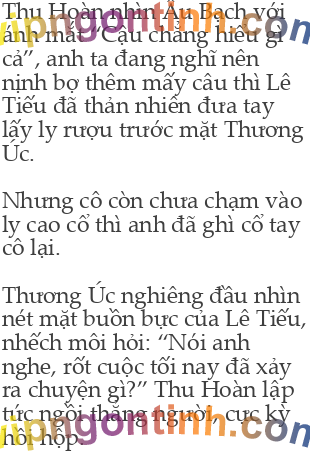 Thu Hoàn nhìn Âu Bạch với
ánh mắt “Cậu chẳng hiểu gì
cả”, anh ta đang nghĩ nên
nịnh bợ thêm mấy câu thì Lê
Tiếu đã thản nhiên đưa tay
lấy ly rượu trước mặt Thương
Úc.
Nhưng cô còn chưa chạm vào
ly cao cổ thì anh đã ghì cổ tay
cô lại.
Thương Úc nghiêng đầu nhìn
nét mặt buồn bực của Lê Tiếu,
nhếch môi hỏi: “Nói anh
nghe, rốt cuộc tối nay đã xảy
ra chuyện gì?” Thu Hoàn lập
tức ngồi thẳng người, cực kỳ
hồi hộp.